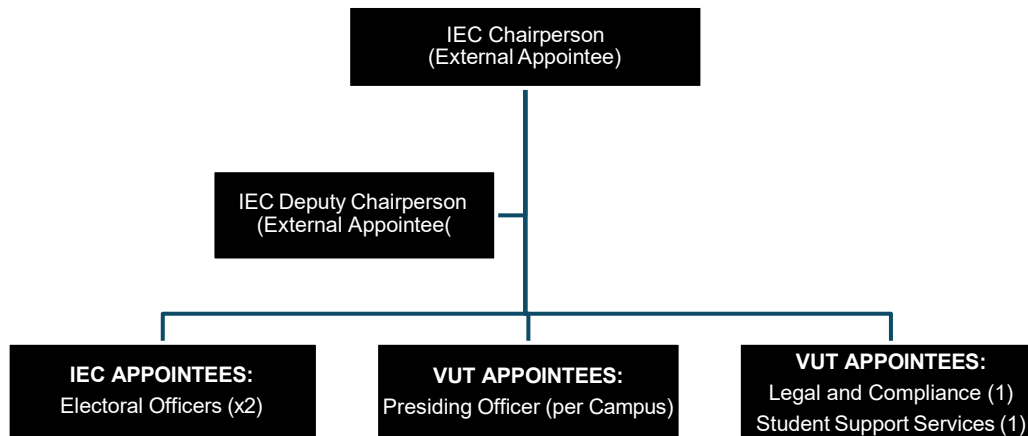 IEC Chairperson
(External Appointee)
IEC Deputy Chairperson
(External Appointee(
IEC APPOINTEES:
Electoral Officers (x2)
VUT APPOINTEES:
Presiding Officer (per Campus)
VUT APPOINTEES:
Legal and Compliance (1)
Student Support Services (1)